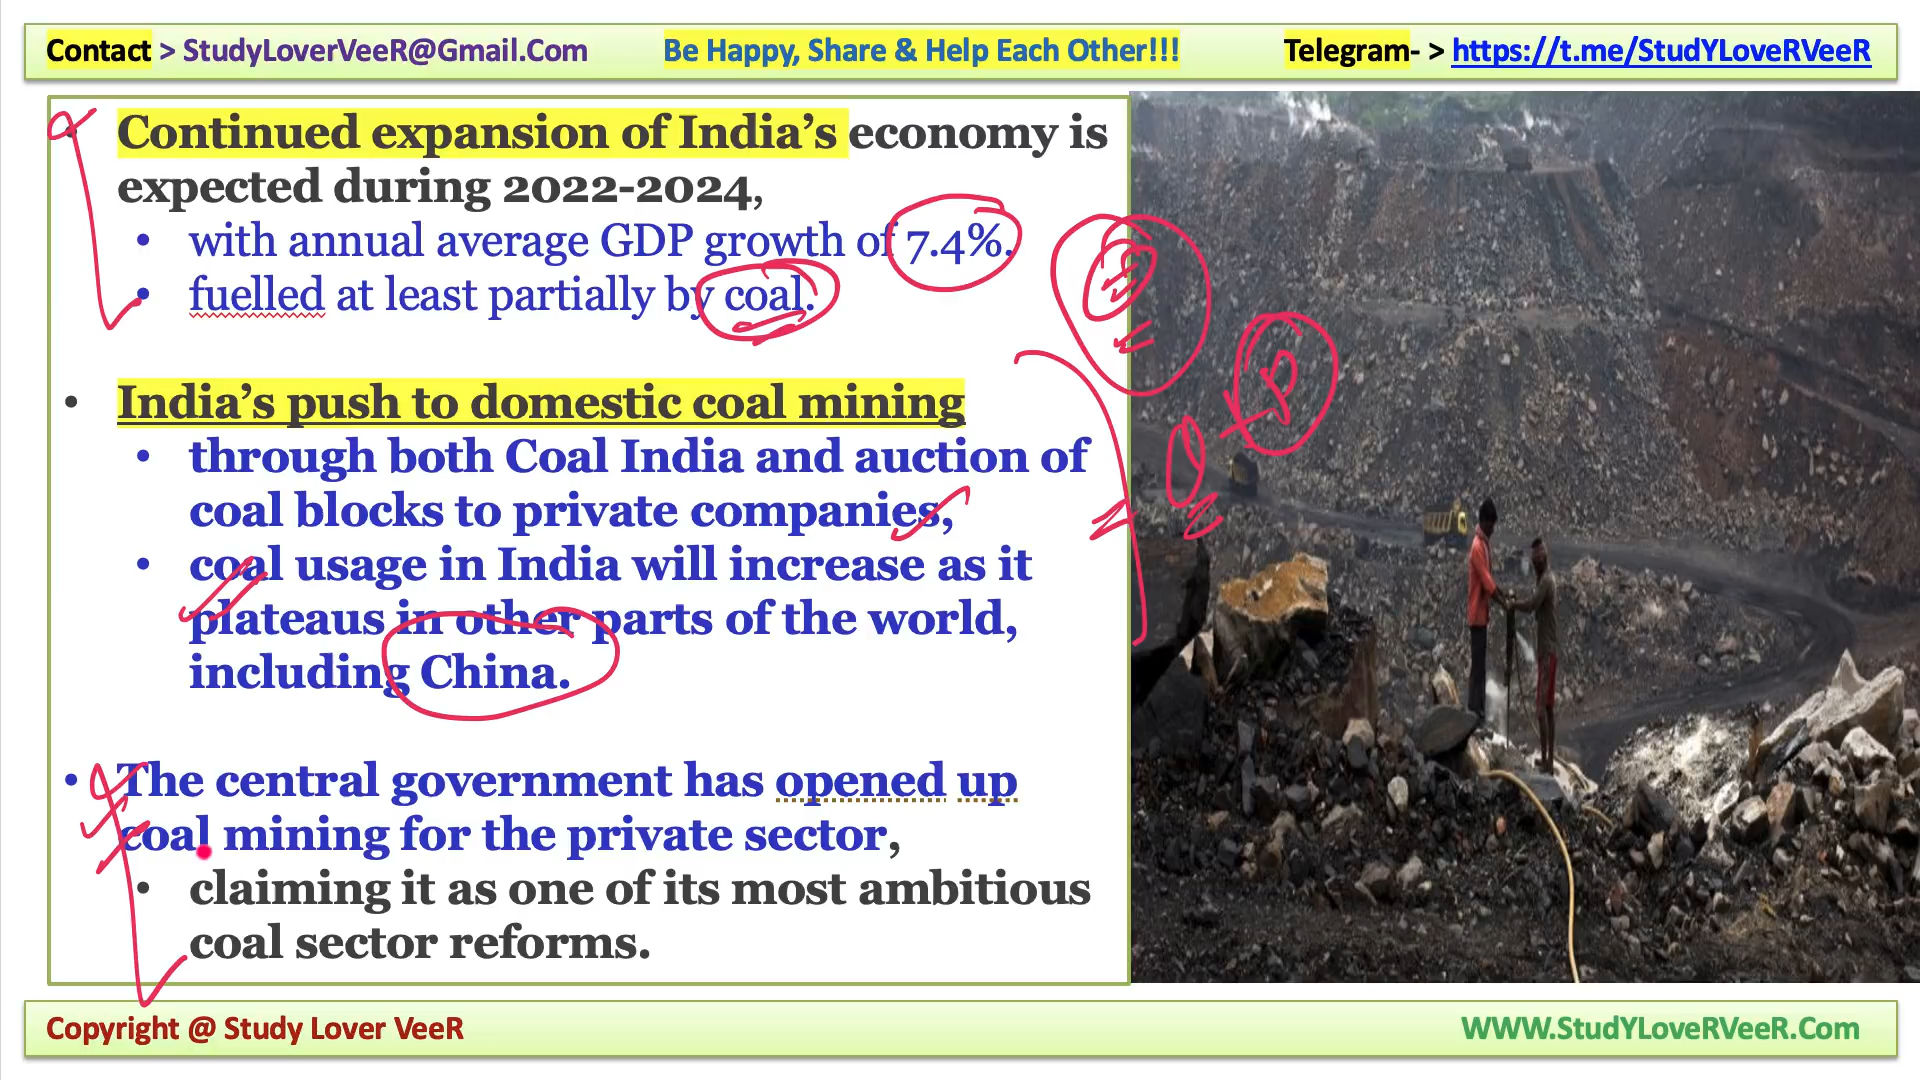 Contact > StudyLoverVeeR@Gmail.Com
Be Happy, Share & Help Each Other!!!
Telegram- > https://t.me/StudYLoveRVeeR
• Continued expansion of India's economy is
expected during 2022-2024,
• with annual average GDP growth of 7.4%.
• fuelled at least partially by coal.
• India's push to domestic coal mining
• through both Coal India and auction of
coal blocks to private companies,
• coal usage in India will increase as it
plateaus in other parts of the world,
including China.
• The central government has opened up
coal mining for the private sector,
• claiming it as one of its most ambitious
coal sector reforms.
P
Copyright @ Study Lover VeeR
WWW.StudYLoveRVeeR.Com